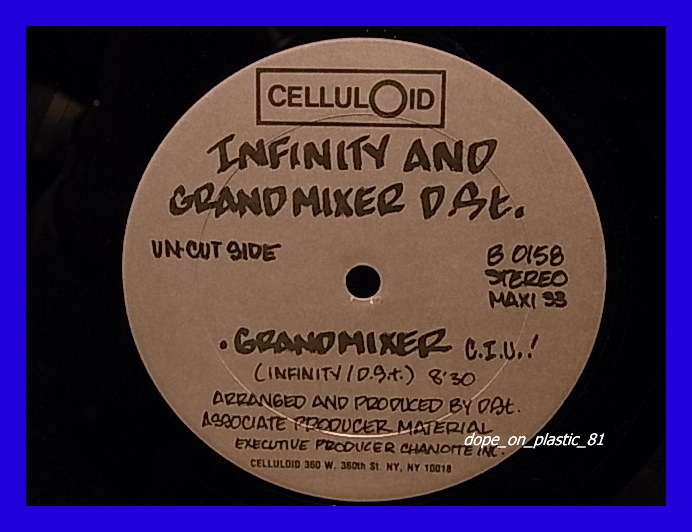 CELLULOID
INFINITY AND
GRANDMIXER D.St.
UN-CUT SIDE
B 0158
STEREO
MAXI 33
. GRANDMIXER C.I.U.!
(INFINITY / D.S.t.) 8'30
ARRANGED AND PRODUCED BY D.St.
ASSOCIATE PRODUCER MATERIAL
dope_on_plastic_81
EXECUTIVE PRODUCER CHANOITE INC.
CELLULOID 360 W. 360th St. NY, NY 10018